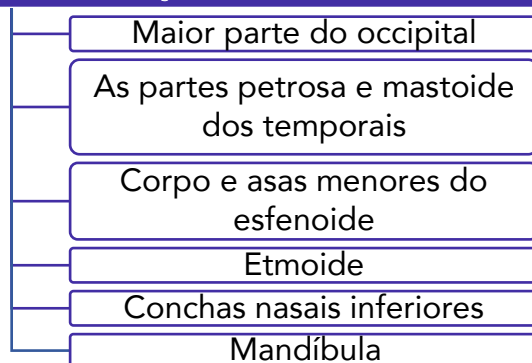 Maior parte do occipital
As partes petrosa e mastoide
dos temporais
Corpo e asas menores do
esfenoide
Etmoide
Conchas nasais inferiores
Mandíbula